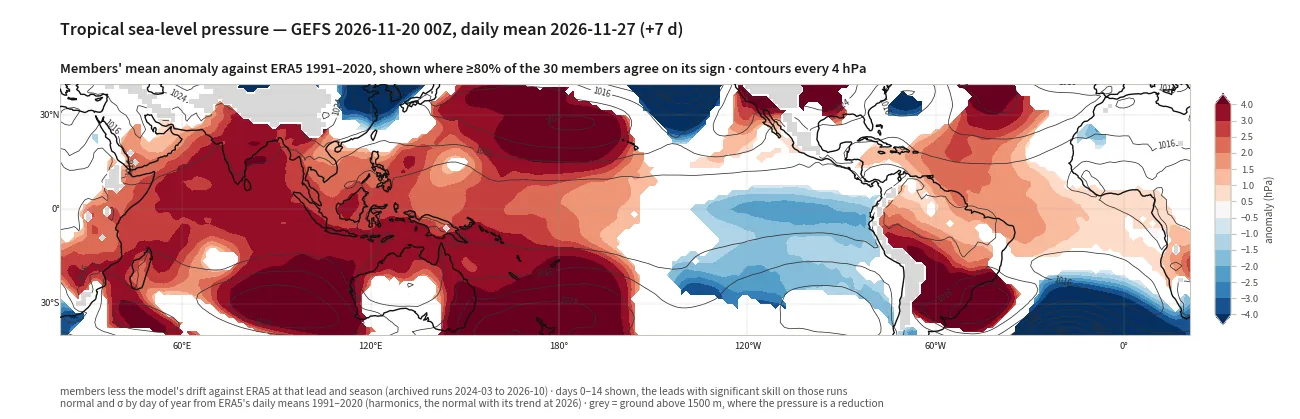 Tropical sea-level pressure — GEFS 2026-11-20 00Z, daily mean 2026-11-27 (+7 d)
Members' mean anomaly against ERA5 1991–2020, shown where ≥80% of the 30 members agree on its sign · contours every 4 hPa
30°N
0°
30°S
60°E
120°E
180°
120°W
60°W
0°
1024
1016
1016
1016
1016
4.0
3.0
2.0
1.5
1.0
0.5
−0.5
−1.0
−1.5
−2.0
−3.0
−4.0
anomaly (hPa)
members less the model's drift against ERA5 at that lead and season (archived runs 2024-03 to 2026-10) · days 0–14 shown, the leads with significant skill on those runs
normal and σ by day of year from ERA5's daily means 1991–2020 (harmonics, the normal with its trend at 2026) · grey = ground above 1500 m, where the pressure is a reduction